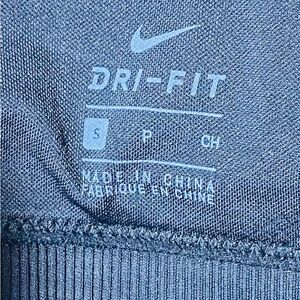 DRI-FIT
S P CH
MADE IN CHINA
FABRIQUÉ EN CHINE